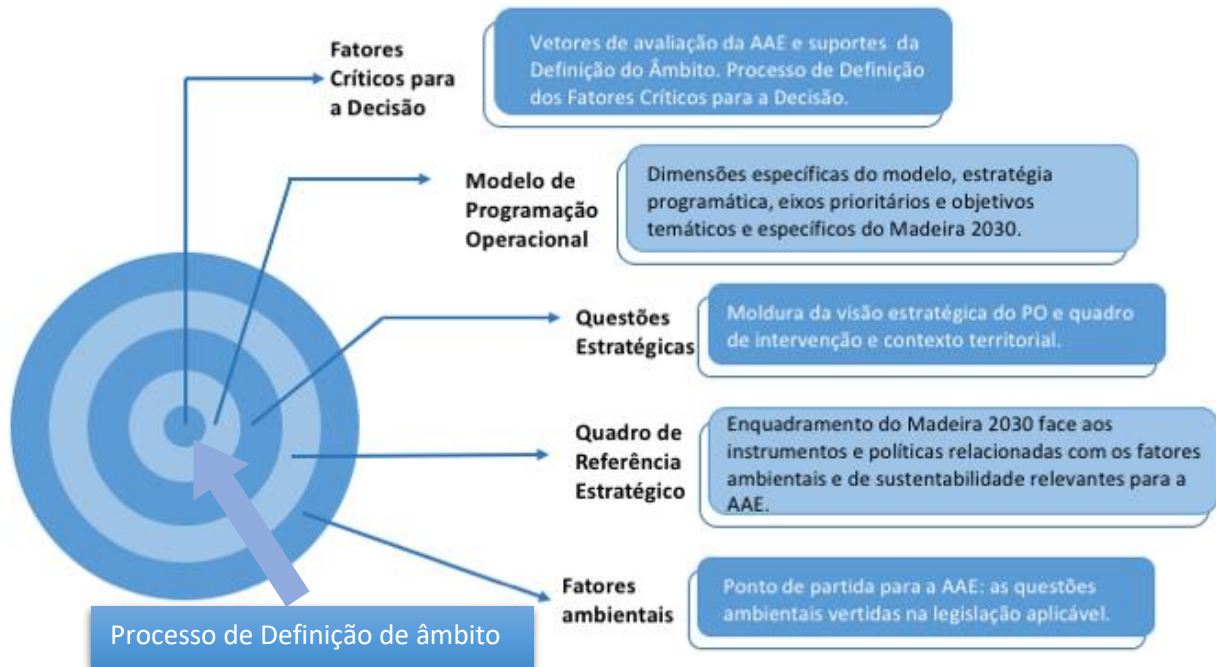 Fatores
Críticos para
a Decisão
Vetores de avaliação da AAE e suportes da
Definição do Âmbito. Processo de Definição
dos Fatores Críticos para a Decisão.
Modelo de
Programação
Operacional
Dimensões específicas do modelo, estratégia
programática, eixos prioritários e objetivos
temáticos e específicos do Madeira 2030.
Questões
Estratégicas
Moldura da visão estratégica do PO e quadro
de intervenção e contexto territorial.
Quadro de
Referência
Estratégico
Enquadramento do Madeira 2030 face aos
instrumentos e políticas relacionadas com os fatores
ambientais e de sustentabilidade relevantes para a
AAE.
Fatores
ambientais
Ponto de partida para a AAE: as questões
ambientais vertidas na legislação aplicável.
Processo de Definição de âmbito